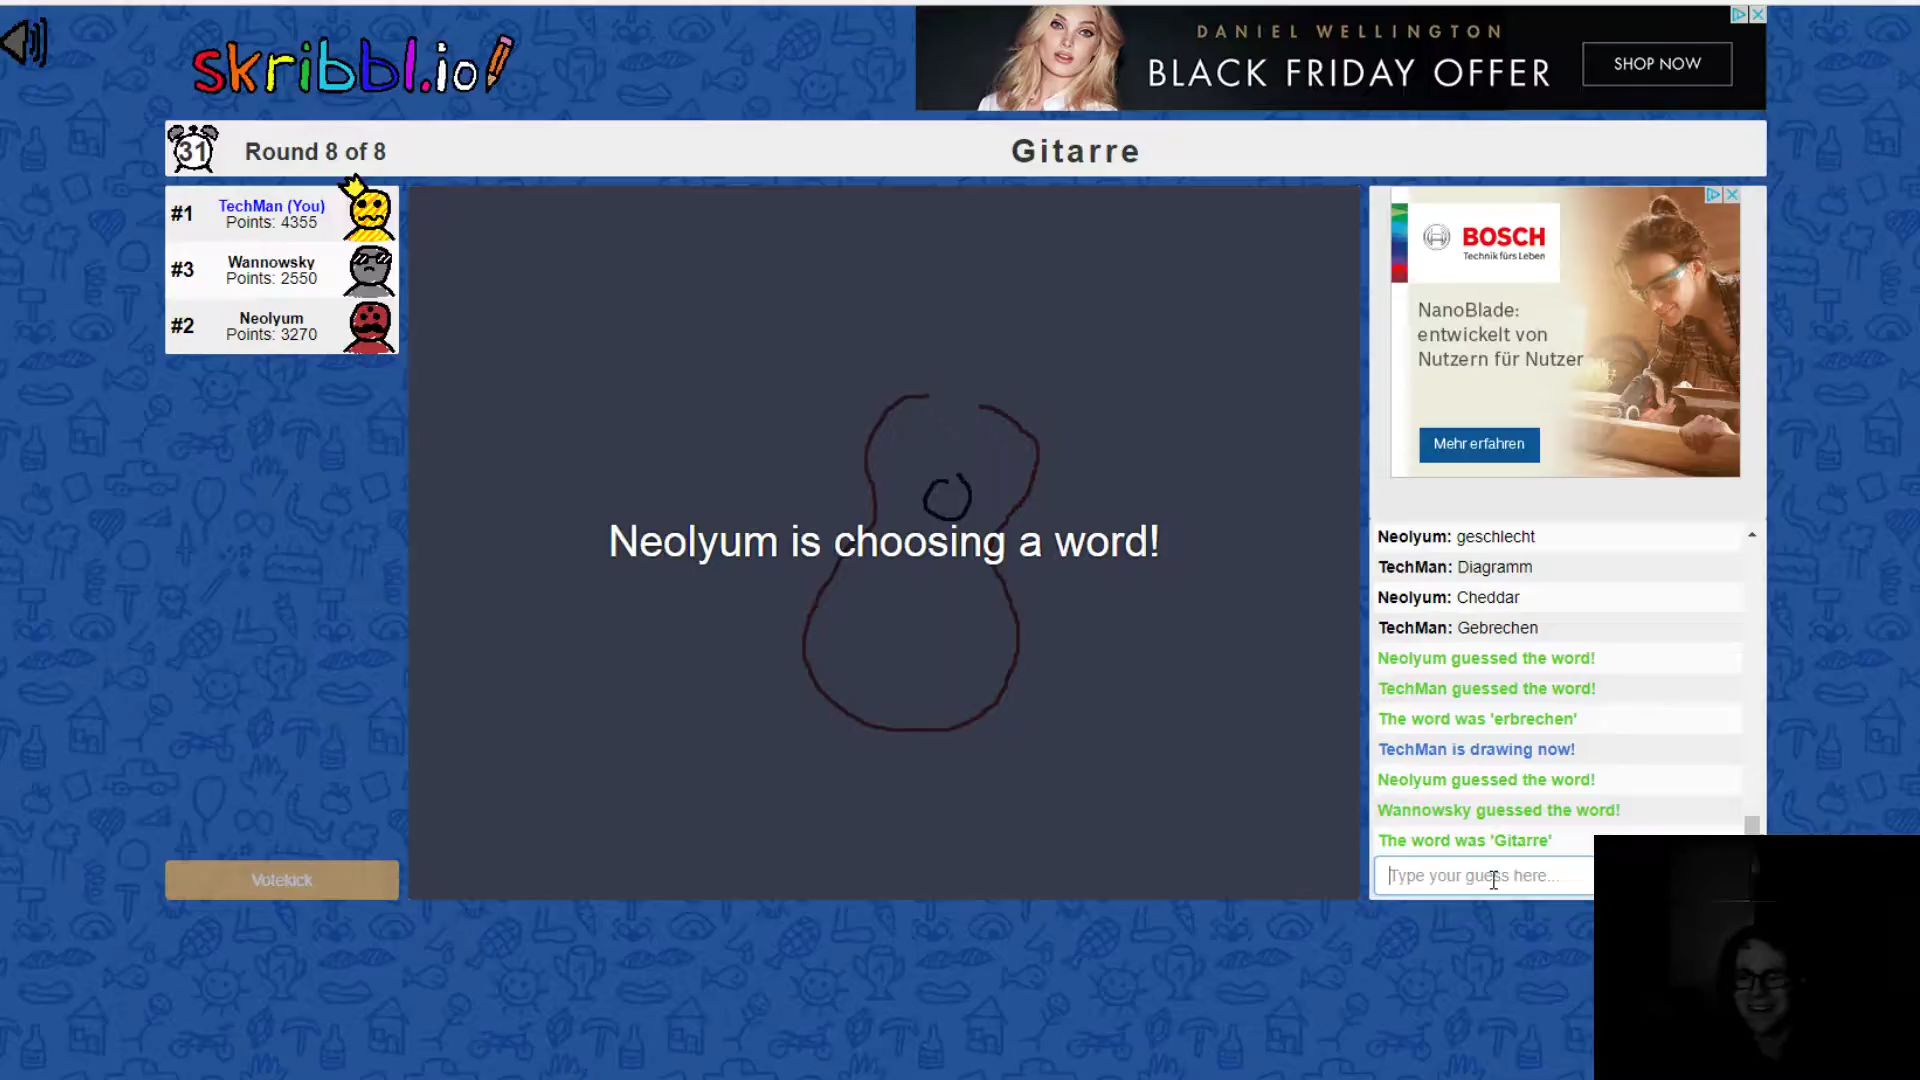 skribbl.io
DANIEL WELLINGTON
BLACK FRIDAY OFFER
SHOP NOW
31
Round 8 of 8
Gitarre
#1
TechMan (You)
Points: 4355
#3
Wannowsky
Points: 2550
#2
Neolyum
Points: 3270
Neolyum is choosing a word!
BOSCH
Technik fürs Leben
NanoBlade:
entwickelt von
Nutzern für Nutzer
Mehr erfahren
Neolyum: geschlecht
TechMan: Diagramm
Neolyum: Cheddar
TechMan: Gebrechen
Neolyum guessed the word!
TechMan guessed the word!
The word was 'erbrechen'
TechMan is drawing now!
Neolyum guessed the word!
Wannowsky guessed the word!
The word was 'Gitarre'
Type your guess here...
Votekick